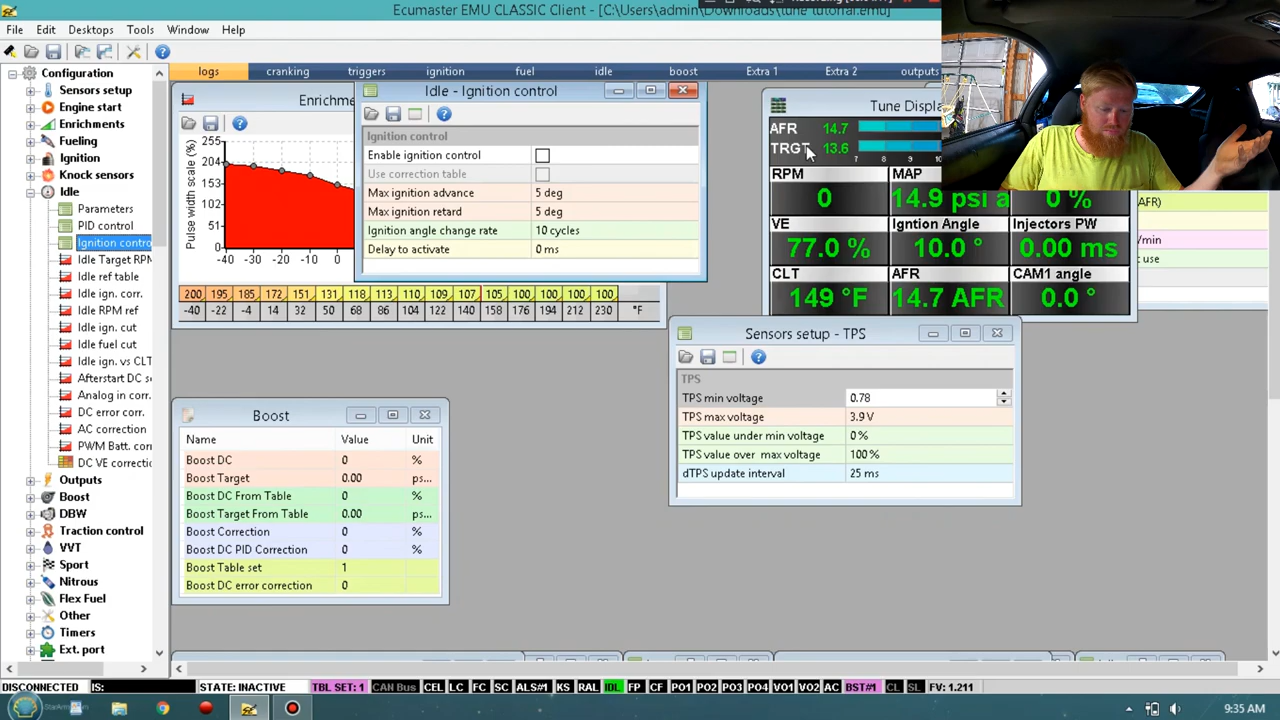 Ecumaster EMU CLASSIC Client - [C:\Users\admin\Downloads\tune tutorial.emu]
File Edit Desktops Tools Window Help
logs cranking triggers ignition fuel idle boost Extra 1 Extra 2 outputs
Configuration
Sensors setup
Engine start
Enrichments
Fueling
Ignition
Knock sensors
Idle
Parameters
PID control
Ignition contro
Idle Target RPM
Idle ref table
Idle ign. corr.
Idle RPM ref
Idle ign. cut
Idle fuel cut
Idle ign. vs CLT
Afterstart DC s
Analog in corr.
DC error corr.
AC correction
PWM Batt. corr
DC VE correctio
Outputs
Boost
DBW
Traction control
VVT
Sport
Nitrous
Flex Fuel
Other
Timers
Ext. port
Enrichme
Pulse width scale (%)
255
204
153
102
51
0
-40 -30 -20 -10 0
200 195 185 172 151 131 118 113 110 109 107 105 100 100 100 100
-40 -22 -4 14 32 50 68 86 104 122 140 158 176 194 212 230 °F
Idle - Ignition control
Ignition control
Enable ignition control
Use correction table
Max ignition advance 5 deg
Max ignition retard 5 deg
Ignition angle change rate 10 cycles
Delay to activate 0 ms
Tune Displa
AFR 14.7
TRGT 13.6
7 8 9 10
RPM MAP
0 14.9 psi a 0 %
VE Igntion Angle Injectors PW
77.0 % 10.0 ° 0.00 ms
CLT AFR CAM1 angle
149 °F 14.7 AFR 0.0 °
AFR)
/min
t use
Sensors setup - TPS
TPS
TPS min voltage 0.78
TPS max voltage 3.9 V
TPS value under min voltage 0 %
TPS value over max voltage 100 %
dTPS update interval 25 ms
Boost
Name Value Unit
Boost DC 0 %
Boost Target 0.00 ps...
Boost DC From Table 0 %
Boost Target From Table 0.00 ps...
Boost Correction 0 %
Boost DC PID Correction 0 %
Boost Table set 1
Boost DC error correction 0
DISCONNECTED IS: STATE: INACTIVE TBL SET: 1 CAN Bus CEL LC FC SC ALS#1 KS RAL IDL FP CF PO1 PO2 PO3 PO4 VO1 VO2 AC BST#1 CL SL FV: 1.211
9:35 AM